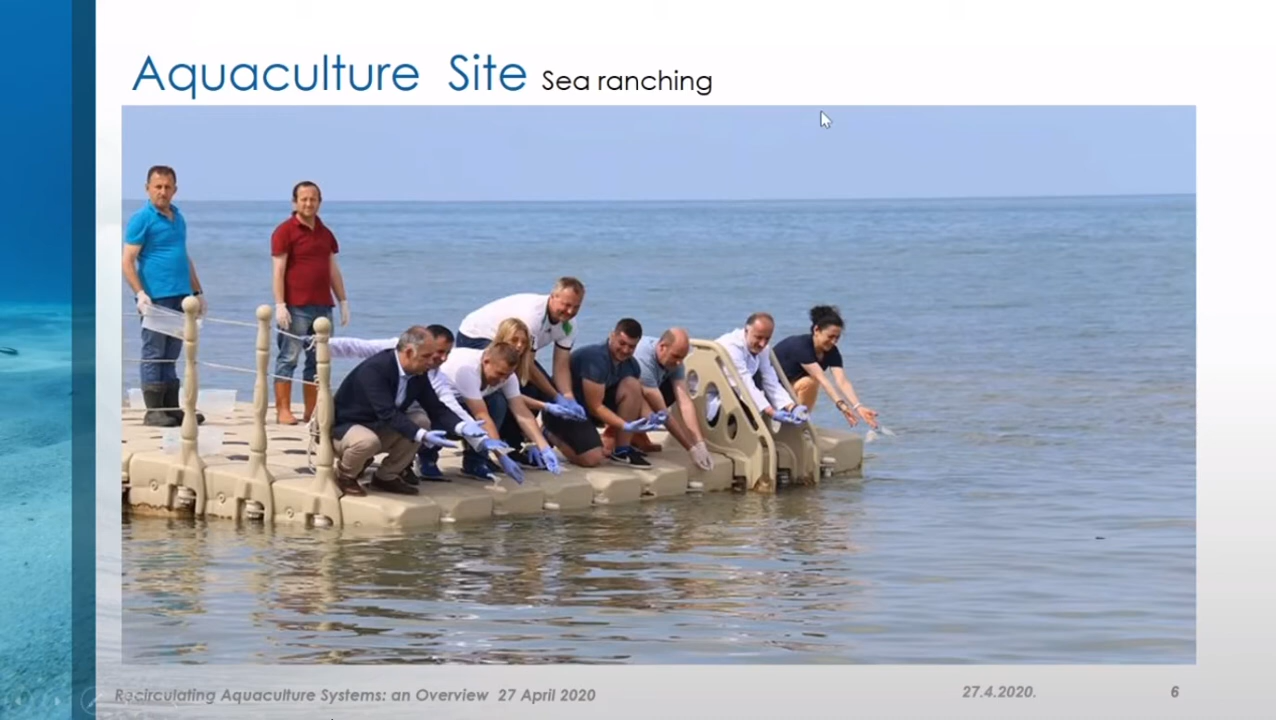 Aquaculture Site Sea ranching
Recirculating Aquaculture Systems: an Overview 27 April 2020
27.4.2020.
6